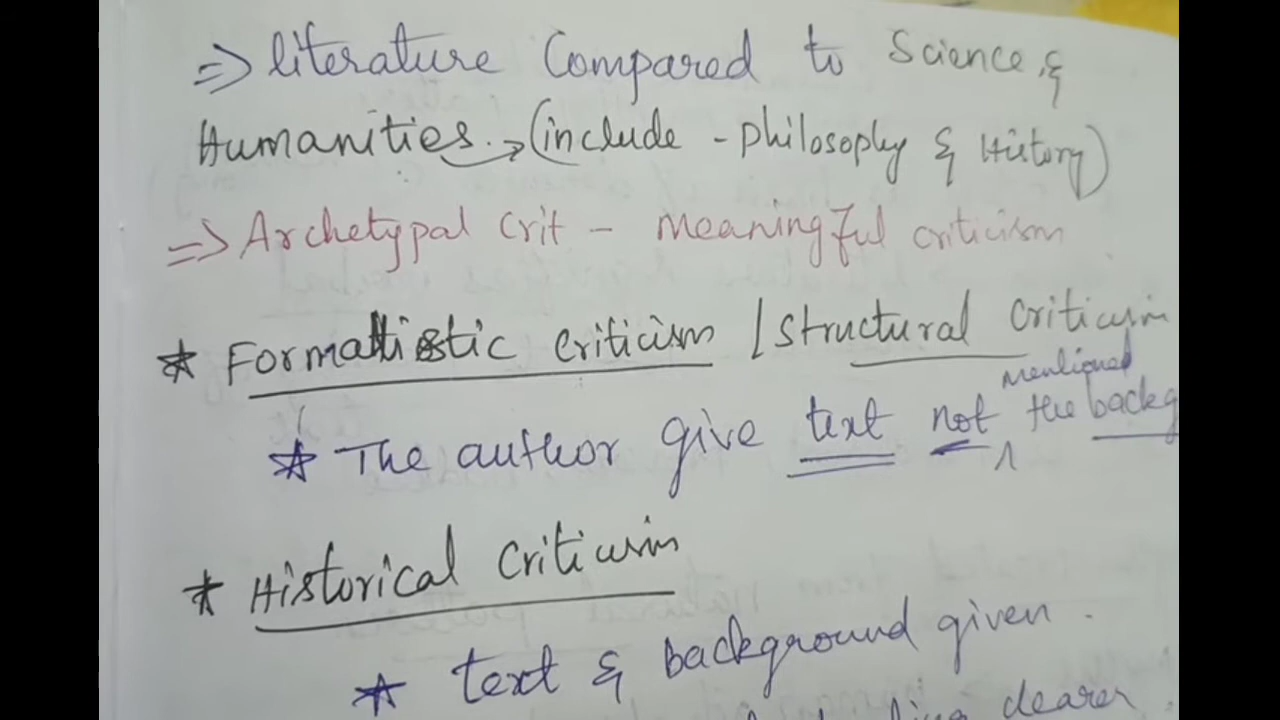 => literature Compared to Science, &
Humanities. → (include - philosophy & History)
=> Archetypal Crit - Meaningful criticism
* Formalistic criticism / Structural Criticism
mentioned
* The author give text not ^ the backg
* Historical Criticism
* text & background given.
clearer